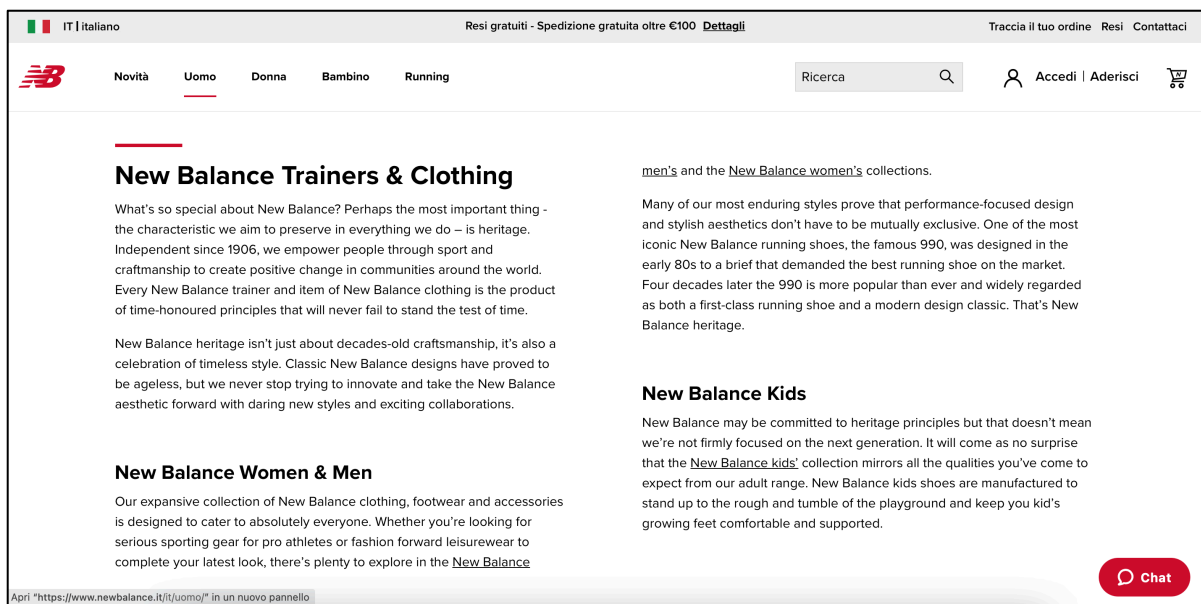 IT | italiano
Resi gratuiti - Spedizione gratuita oltre €100 Dettagli
Traccia il tuo ordine Resi Contattaci
NB
Novità Uomo Donna Bambino Running
Ricerca
Accedi | Aderisci
New Balance Trainers & Clothing
What’s so special about New Balance? Perhaps the most important thing -
the characteristic we aim to preserve in everything we do – is heritage.
Independent since 1906, we empower people through sport and
craftmanship to create positive change in communities around the world.
Every New Balance trainer and item of New Balance clothing is the product
of time-honoured principles that will never fail to stand the test of time.
New Balance heritage isn’t just about decades-old craftsmanship, it’s also a
celebration of timeless style. Classic New Balance designs have proved to
be ageless, but we never stop trying to innovate and take the New Balance
aesthetic forward with daring new styles and exciting collaborations.
New Balance Women & Men
Our expansive collection of New Balance clothing, footwear and accessories
is designed to cater to absolutely everyone. Whether you’re looking for
serious sporting gear for pro athletes or fashion forward leisurewear to
complete your latest look, there’s plenty to explore in the New Balance
men’s and the New Balance women’s collections.
Many of our most enduring styles prove that performance-focused design
and stylish aesthetics don’t have to be mutually exclusive. One of the most
iconic New Balance running shoes, the famous 990, was designed in the
early 80s to a brief that demanded the best running shoe on the market.
Four decades later the 990 is more popular than ever and widely regarded
as both a first-class running shoe and a modern design classic. That’s New
Balance heritage.
New Balance Kids
New Balance may be committed to heritage principles but that doesn’t mean
we’re not firmly focused on the next generation. It will come as no surprise
that the New Balance kids’ collection mirrors all the qualities you’ve come to
expect from our adult range. New Balance kids shoes are manufactured to
stand up to the rough and tumble of the playground and keep you kid’s
growing feet comfortable and supported.
Chat
Apri "https://www.newbalance.it/it/uomo/" in un nuovo pannello